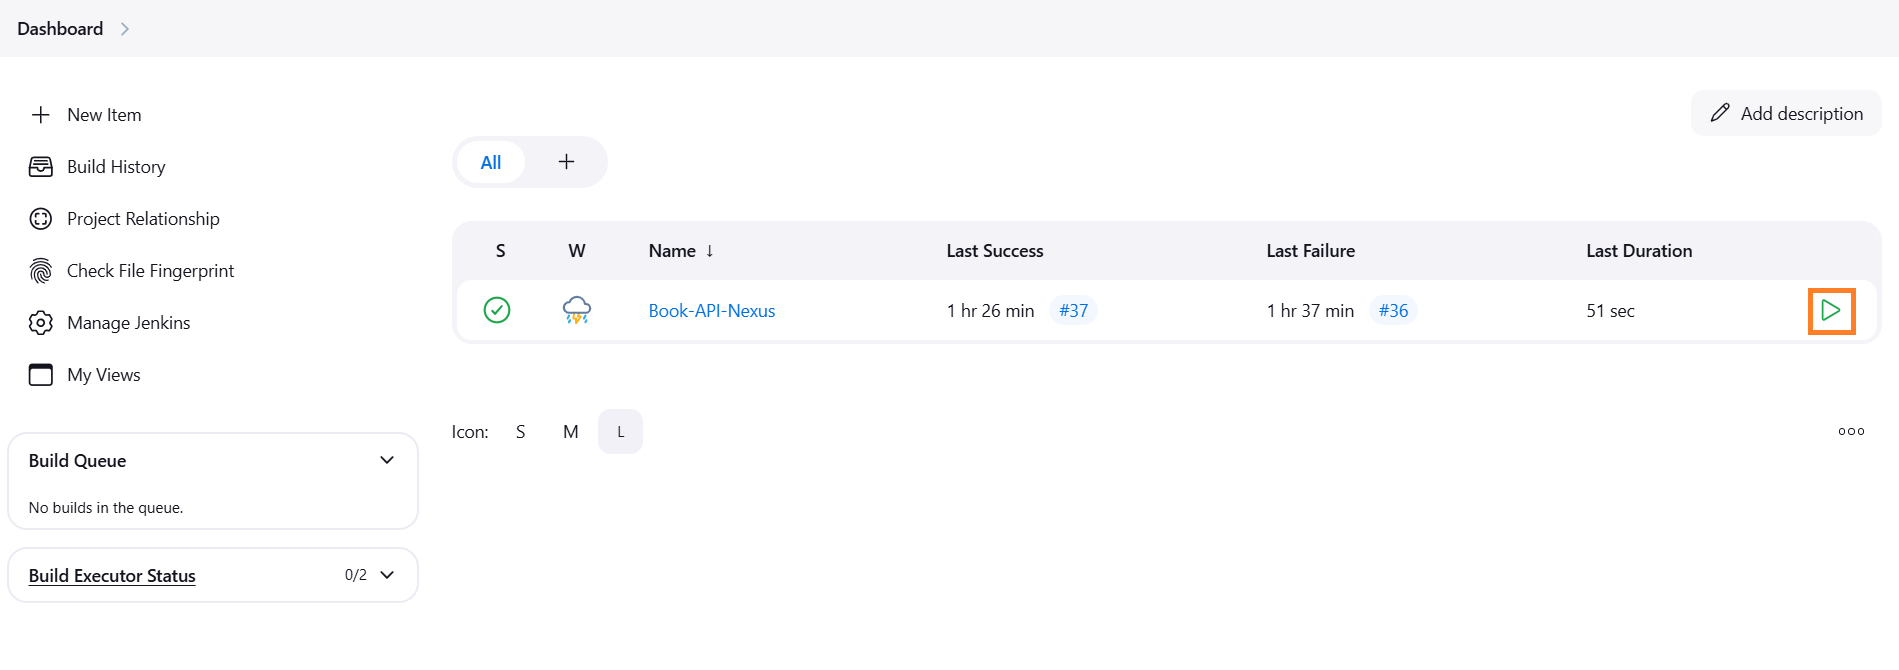 Dashboard
New Item
Build History
Project Relationship
Check File Fingerprint
Manage Jenkins
My Views
Build Queue
No builds in the queue.
Build Executor Status 0/2
Add description
All
S W Name ↓ Last Success Last Failure Last Duration
Book-API-Nexus 1 hr 26 min #37 1 hr 37 min #36 51 sec
Icon: S M L